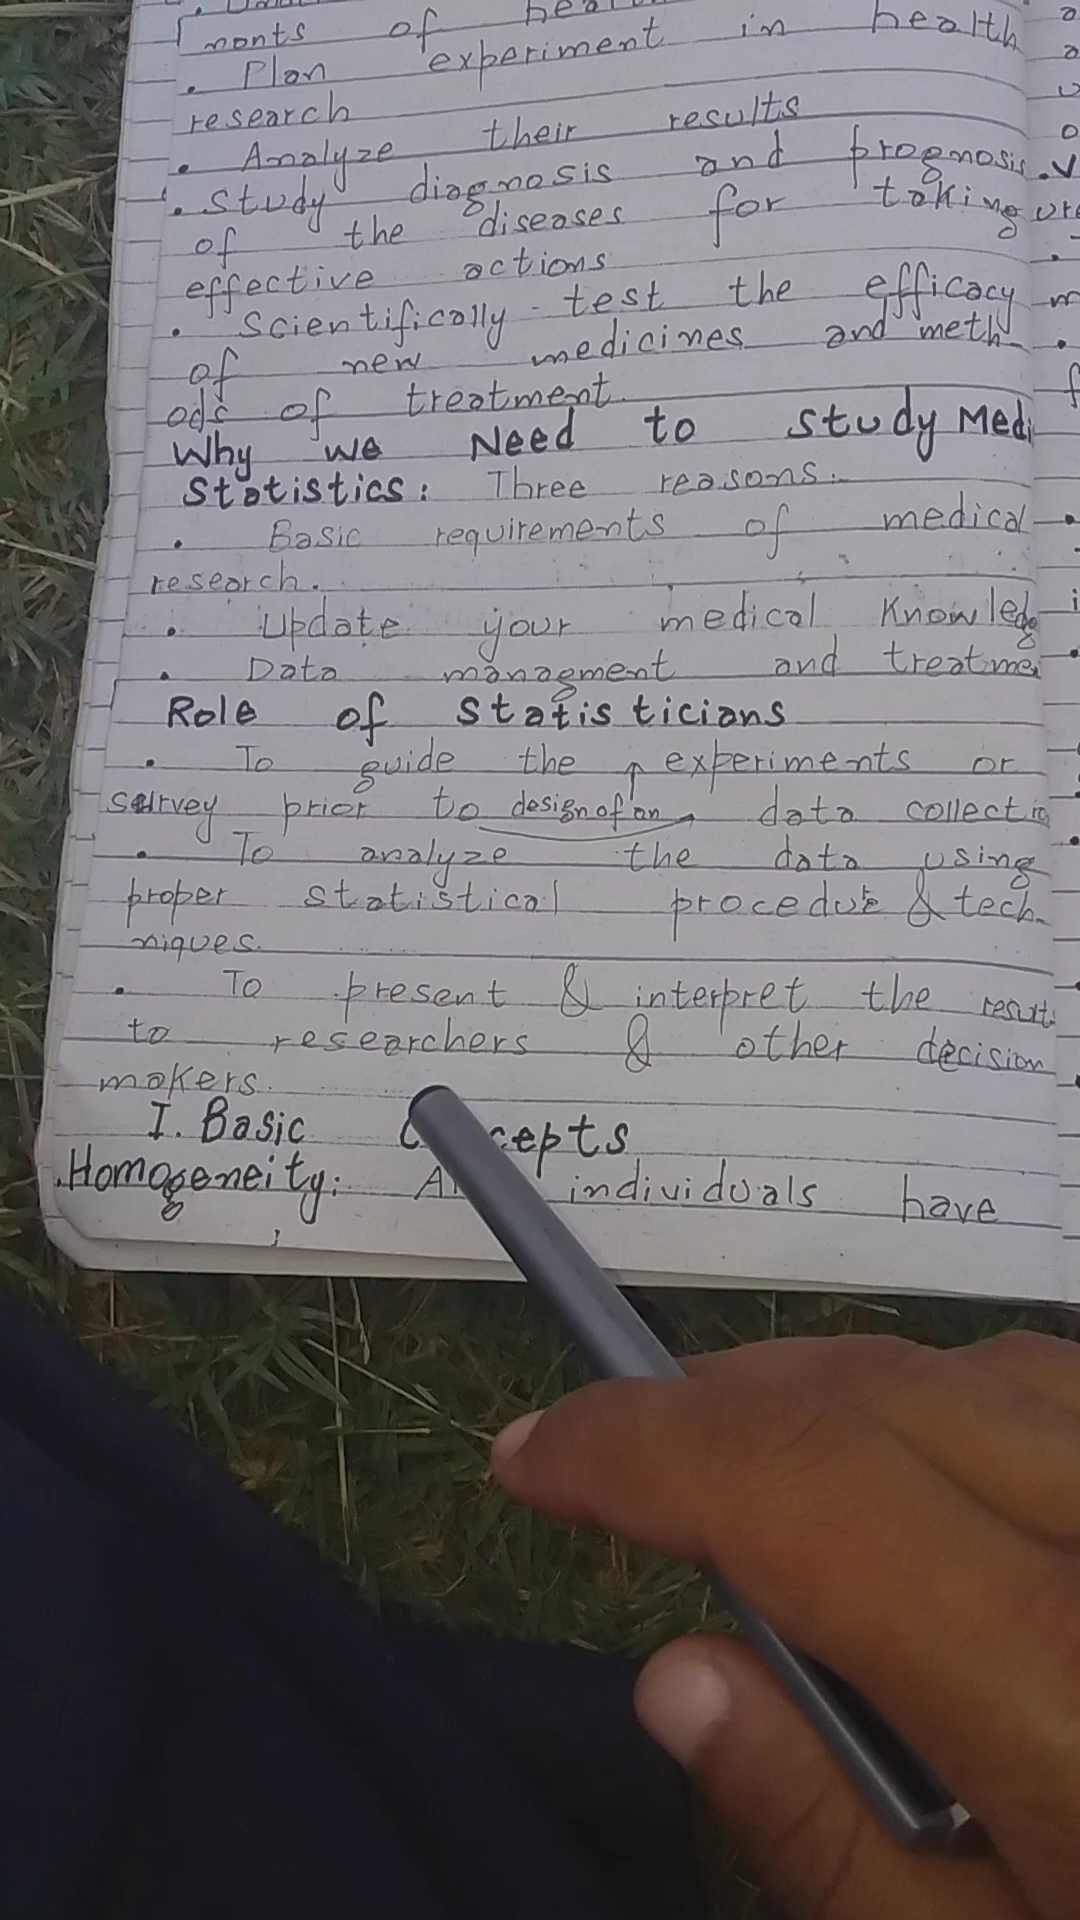 ments of
. Plan experiment in health
research
. Analyze their results
. Study diagnosis and prognosis
of the diseases for taking
effective actions
. Scientifically test the efficacy
of new medicines and meth-
ods of treatment.
Why we Need to study Medi
Statistics: Three reasons.
. Basic requirements of medical
research.
. Update your medical Knowledg
. Data managment and treatme
Role of Statisticians
. To guide the ↑ experiments or
survey prior to design of an data collectio
. To analyze the data using
proper statistical procedure & tech-
niques.
. To present & interpret the result
to researchers & other decision
makers.
I. Basic cepts
.Homogeneity: individuals have